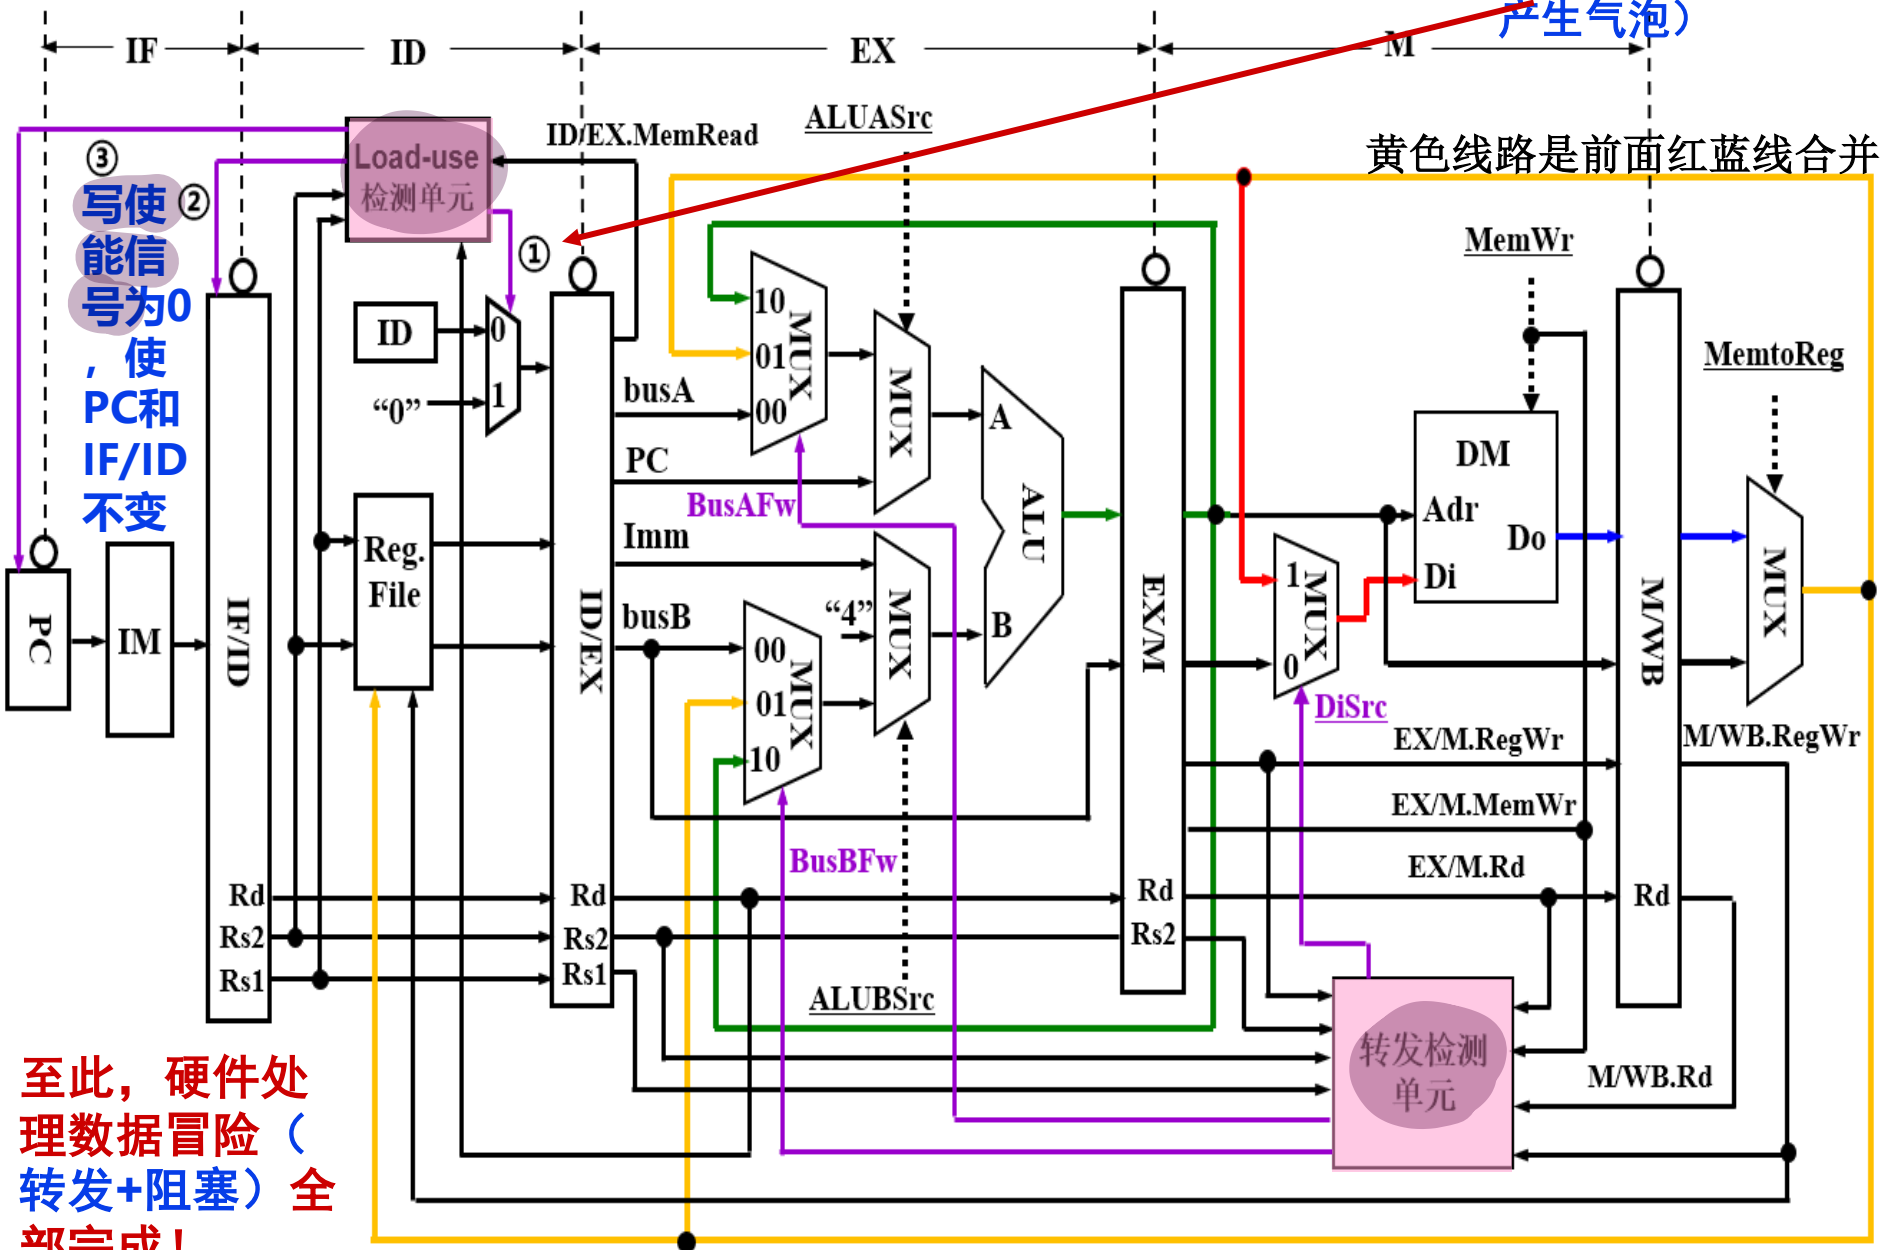 产生气泡）
IF
ID
EX
M
ID/EX.MemRead
ALUASrc
黄色线路是前面红蓝线合并
Load-use
检测单元
③
②
①
写使
能信
号为0
，使
PC和
IF/ID
不变
MemWr
MemtoReg
ID
“0”
0
1
10
01
00
MUX
MUX
busA
PC
BusAFw
Imm
busB
“4”
00
01
10
MUX
MUX
A
B
ALU
PC
IM
IF/ID
Reg.
File
ID/EX
EX/M
1
0
MUX
DM
Adr
Do
Di
M/WB
MUX
DiSrc
EX/M.RegWr
M/WB.RegWr
EX/M.MemWr
EX/M.Rd
BusBFw
Rd
Rs2
Rs1
Rd
Rs2
Rs1
Rd
Rs2
Rd
ALUBSrc
转发检测
单元
M/WB.Rd
至此，硬件处
理数据冒险（
转发+阻塞）全
部完成！